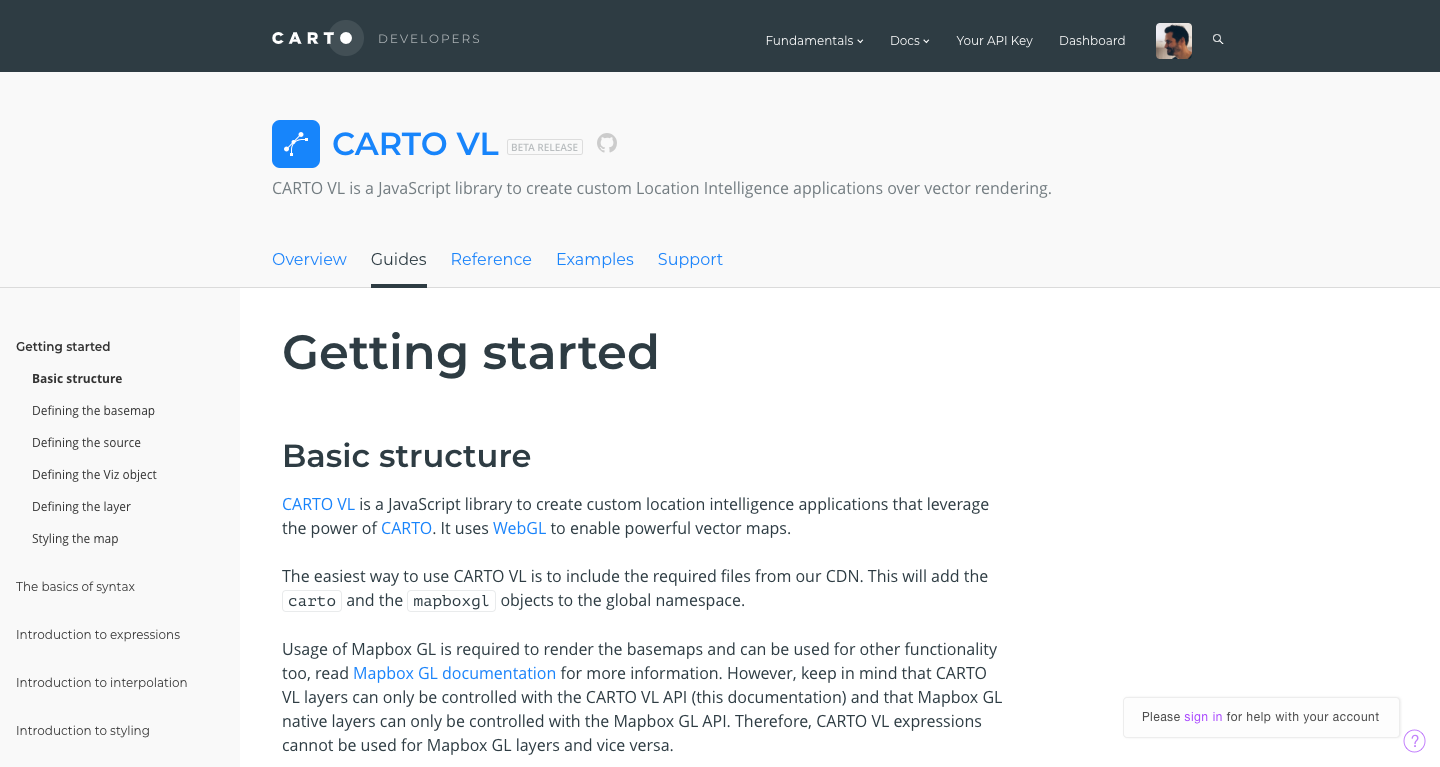 CARTO DEVELOPERS
Fundamentals Docs Your API Key Dashboard
CARTO VL BETA RELEASE
CARTO VL is a JavaScript library to create custom Location Intelligence applications over vector rendering.
Overview Guides Reference Examples Support
Getting started
Basic structure
Defining the basemap
Defining the source
Defining the Viz object
Defining the layer
Styling the map
The basics of syntax
Introduction to expressions
Introduction to interpolation
Introduction to styling
Getting started
Basic structure
CARTO VL is a JavaScript library to create custom location intelligence applications that leverage
the power of CARTO. It uses WebGL to enable powerful vector maps.
The easiest way to use CARTO VL is to include the required files from our CDN. This will add the
carto and the mapboxgl objects to the global namespace.
Usage of Mapbox GL is required to render the basemaps and can be used for other functionality
too, read Mapbox GL documentation for more information. However, keep in mind that CARTO
VL layers can only be controlled with the CARTO VL API (this documentation) and that Mapbox GL
native layers can only be controlled with the Mapbox GL API. Therefore, CARTO VL expressions
cannot be used for Mapbox GL layers and vice versa.
Please sign in for help with your account
?